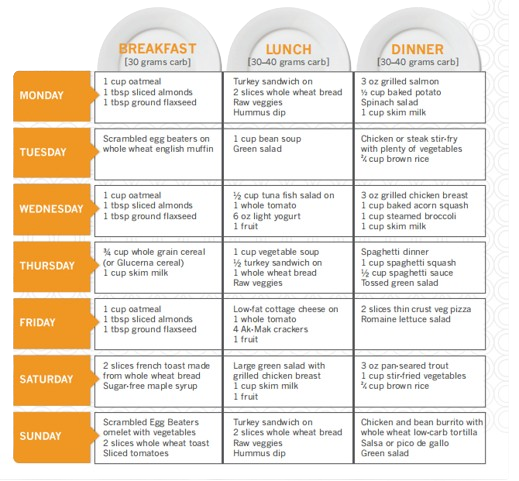 BREAKFAST
[30 grams carb]
LUNCH
[30–40 grams carb]
DINNER
[30–40 grams carb]
MONDAY
1 cup oatmeal
1 tbsp sliced almonds
1 tbsp ground flaxseed
Turkey sandwich on
2 slices whole wheat bread
Raw veggies
Hummus dip
3 oz grilled salmon
½ cup baked potato
Spinach salad
1 cup skim milk
TUESDAY
Scrambled egg beaters on
whole wheat english muffin
1 cup bean soup
Green salad
Chicken or steak stir-fry
with plenty of vegetables
cup brown rice
WEDNESDAY
1 cup oatmeal
1 tbsp sliced almonds
1 tbsp ground flaxseed
½ cup tuna fish salad on
1 whole tomato
6 oz light yogurt
1 fruit
3 oz grilled chicken breast
1 cup baked acorn squash
1 cup steamed broccoli
1 cup skim milk
THURSDAY
¾ cup whole grain cereal
(or Glucerna cereal)
1 cup skim milk
1 cup vegetable soup
½ turkey sandwich on
1 whole wheat bread
Raw veggies
Spaghetti dinner
1 cup spaghetti squash
½ cup spaghetti sauce
Tossed green salad
FRIDAY
1 cup oatmeal
1 tbsp sliced almonds
1 tbsp ground flaxseed
Low-fat cottage cheese on
1 whole tomato
4 Ak-Mak crackers
1 fruit
2 slices thin crust veg pizza
Romaine lettuce salad
SATURDAY
2 slices french toast made
from whole wheat bread
Sugar-free maple syrup
Large green salad with
grilled chicken breast
1 cup skim milk
1 fruit
3 oz pan-seared trout
1 cup stir-fried vegetables
cup brown rice
SUNDAY
Scrambled Egg Beaters
omelet with vegetables
2 slices whole wheat toast
Sliced tomatoes
Turkey sandwich on
2 slices whole wheat bread
Raw veggies
Hummus dip
Chicken and bean burrito with
whole wheat low-carb tortilla
Salsa or pico de gallo
Green salad